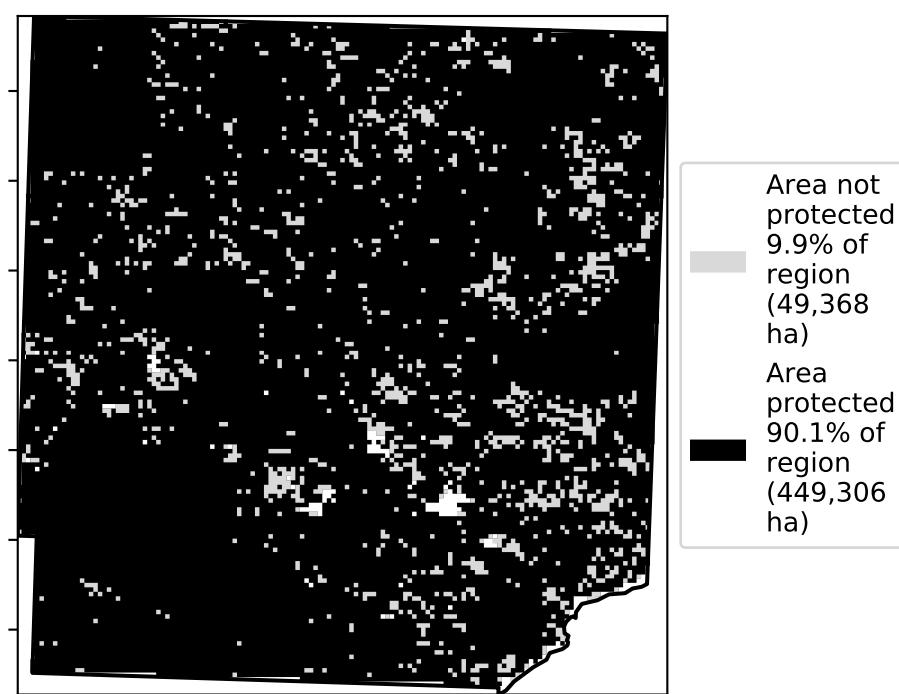 Area not
protected
9.9% of
region
(49,368
ha)
Area
protected
90.1% of
region
(449,306
ha)